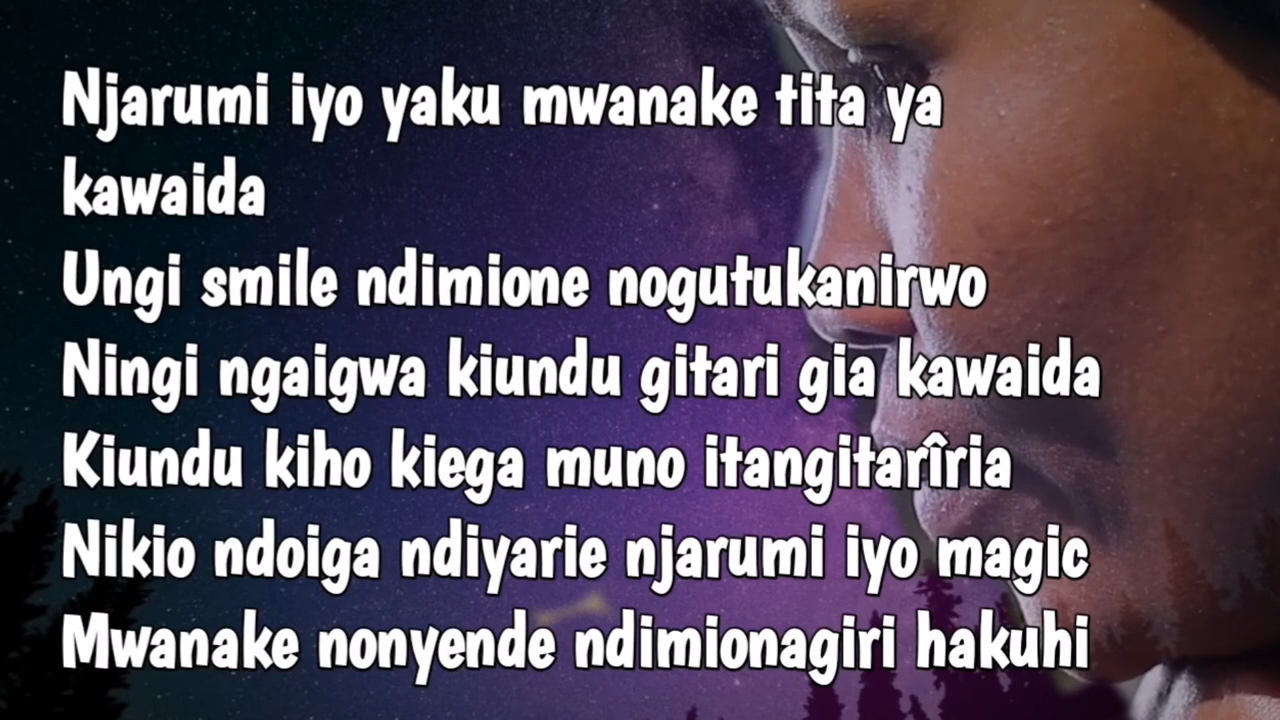 Njarumi iyo yaku mwanake tita ya
kawaida
Ungi smile ndimione nogutukanirwo
Ningi ngaigwa kiundu gitari gia kawaida
Kiundu kiho kiega muno itangitarîria
Nikio ndoiga ndiyarie njarumi iyo magic
Mwanake nonyende ndimionagiri hakuhi